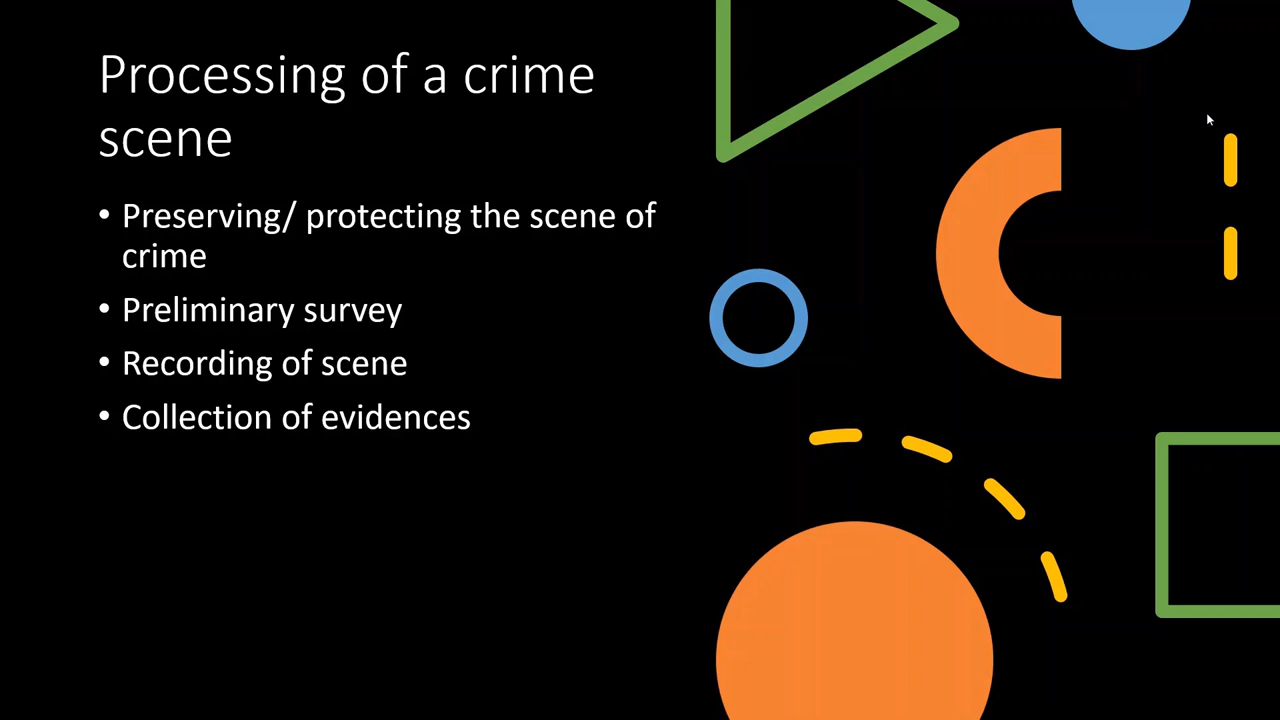 Processing of a crime
scene
• Preserving/ protecting the scene of
crime
• Preliminary survey
• Recording of scene
• Collection of evidences